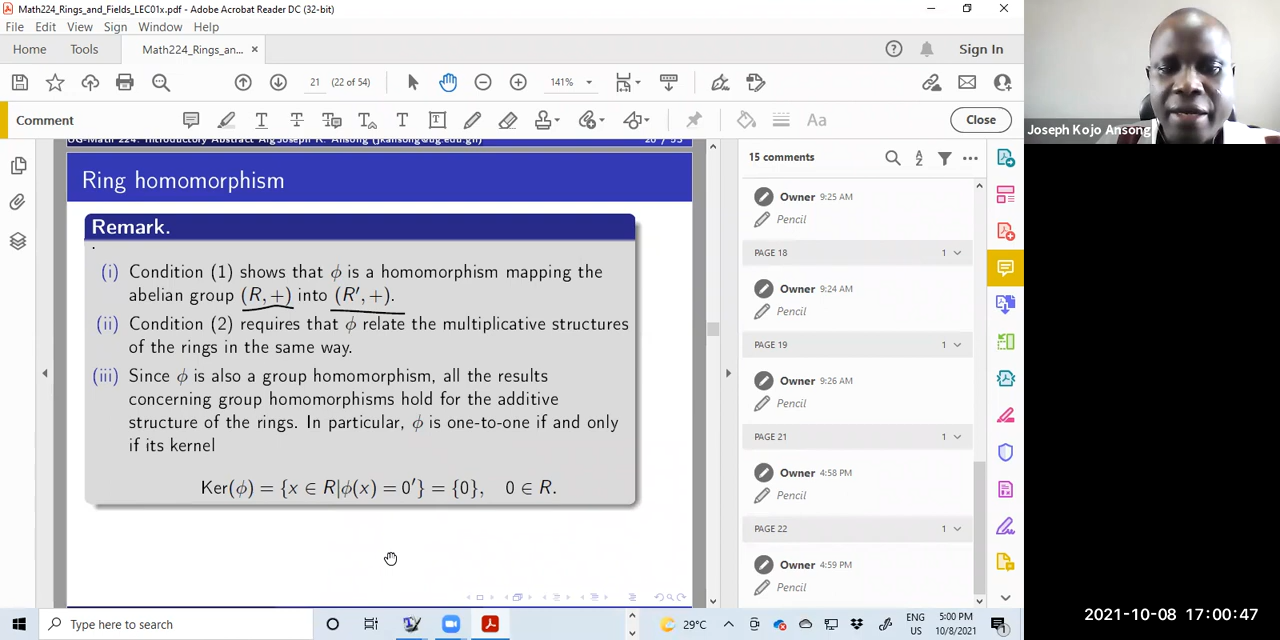 Math224_Rings_and_Fields_LEC01x.pdf - Adobe Acrobat Reader DC (32-bit)
File Edit View Sign Window Help
Home Tools Math224_Rings_an... × Sign In
21 (22 of 54) 141%
Comment Close
Ring homomorphism
Remark.
(i) Condition (1) shows that ϕ is a homomorphism mapping the
abelian group (R, +) into (R′, +).
(ii) Condition (2) requires that ϕ relate the multiplicative structures
of the rings in the same way.
(iii) Since ϕ is also a group homomorphism, all the results
concerning group homomorphisms hold for the additive
structure of the rings. In particular, ϕ is one-to-one if and only
if its kernel
Ker(ϕ) = {x ∈ R|ϕ(x) = 0′} = {0}, 0 ∈ R.
15 comments
Owner 9:25 AM
Pencil
PAGE 18 1
Owner 9:24 AM
Pencil
PAGE 19 1
Owner 9:26 AM
Pencil
PAGE 21 1
Owner 4:58 PM
Pencil
PAGE 22 1
Owner 4:59 PM
Pencil
Joseph Kojo Ansong
Type here to search
29°C
ENG
US
5:00 PM
10/8/2021
2021-10-08 17:00:47